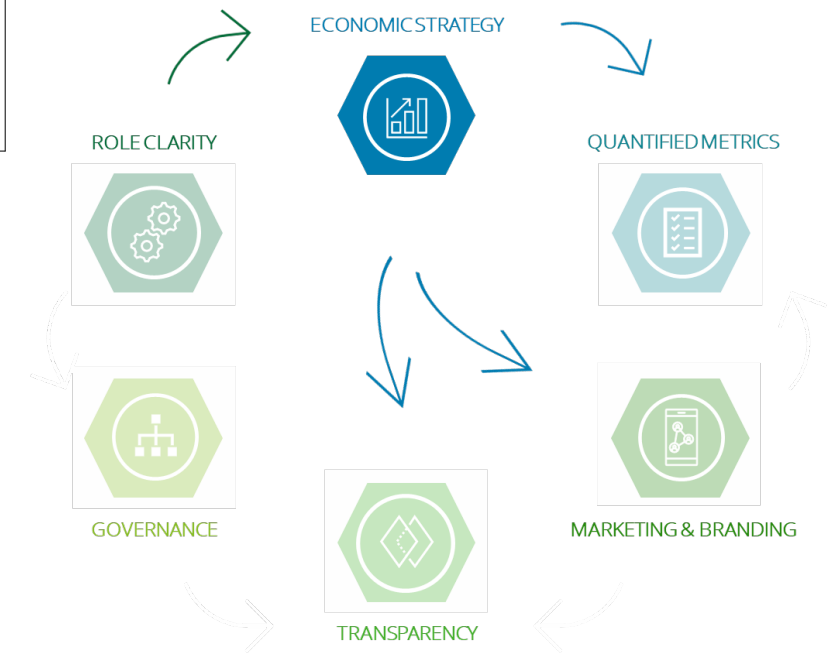 ECONOMIC STRATEGY
ROLE CLARITY
QUANTIFIED METRICS
GOVERNANCE
MARKETING & BRANDING
TRANSPARENCY